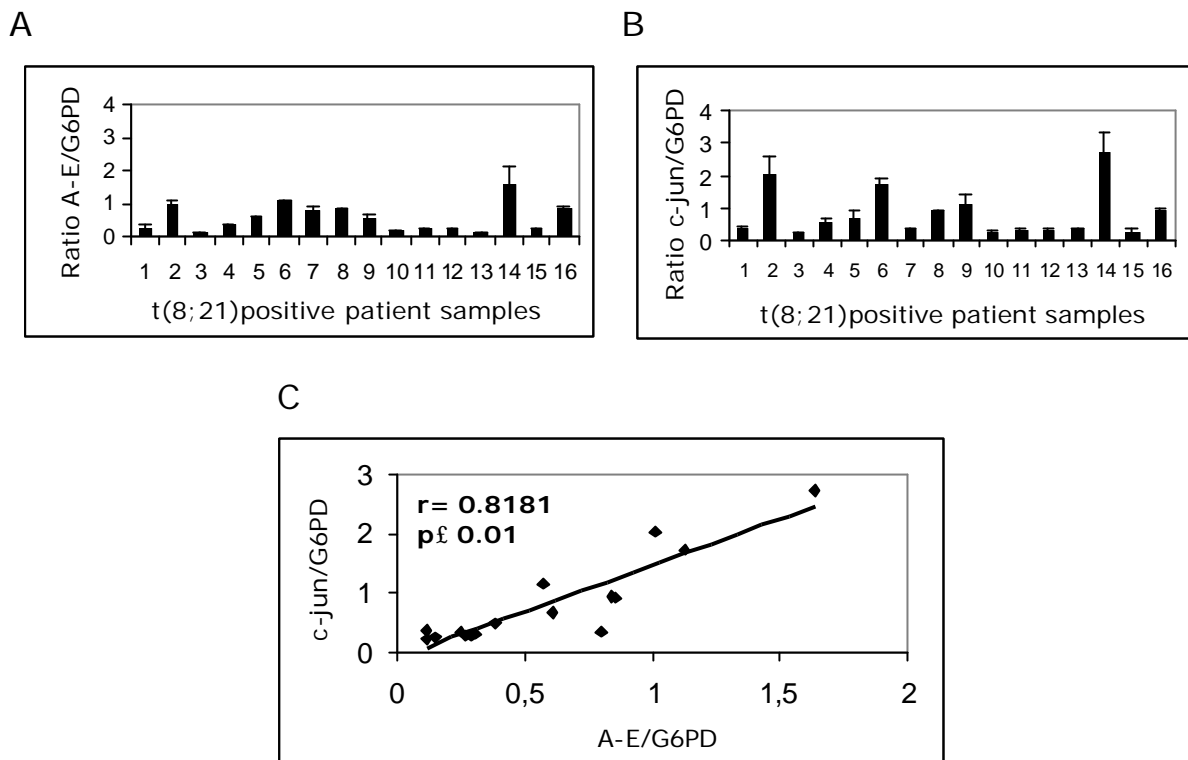 A
Ratio A-E/G6PD
4
3
2
1
0
1 2 3 4 5 6 7 8 9 10 11 12 13 14 15 16
t(8;21)positive patient samples
B
Ratio c-jun/G6PD
4
3
2
1
0
1 2 3 4 5 6 7 8 9 10 11 12 13 14 15 16
t(8;21)positive patient samples
C
c-jun/G6PD
3
2
1
0
r= 0.8181
p£ 0.01
0 0,5 1 1,5 2
A-E/G6PD